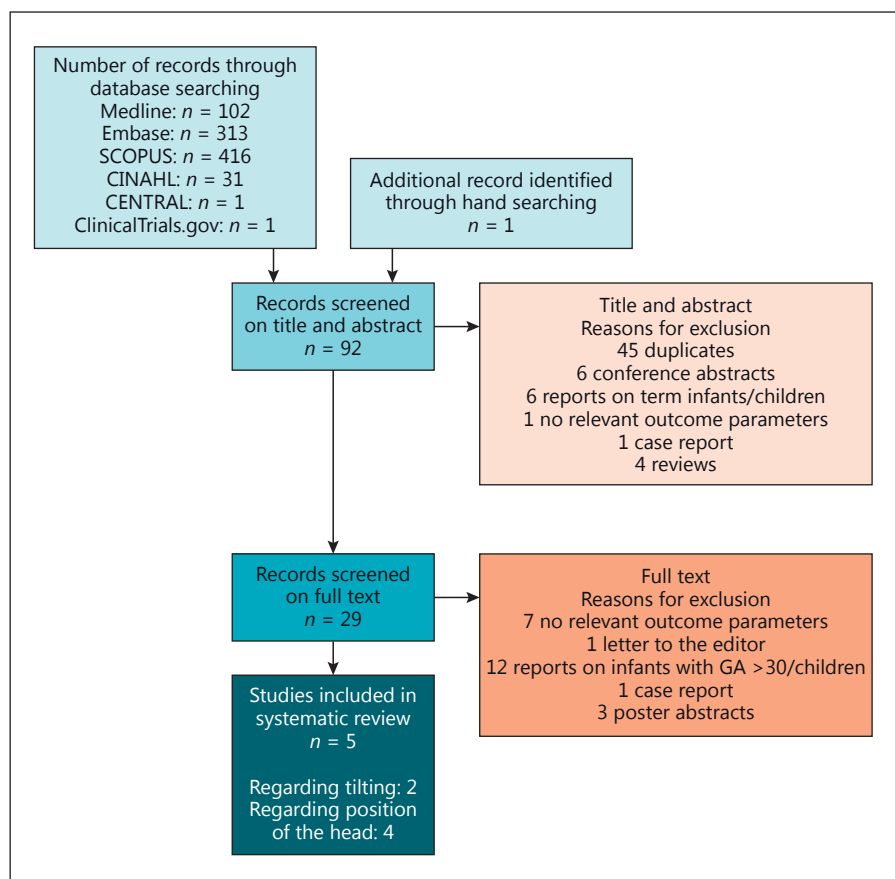 Number of records through
database searching
Medline: n = 102
Embase: n = 313
SCOPUS: n = 416
CINAHL: n = 31
CENTRAL: n = 1
ClinicalTrials.gov: n = 1
Additional record identified
through hand searching
n = 1
Records screened
on title and abstract
n = 92
Title and abstract
Reasons for exclusion
45 duplicates
6 conference abstracts
6 reports on term infants/children
1 no relevant outcome parameters
1 case report
4 reviews
Records screened
on full text
n = 29
Full text
Reasons for exclusion
7 no relevant outcome parameters
1 letter to the editor
12 reports on infants with GA >30/children
1 case report
3 poster abstracts
Studies included in
systematic review
n = 5
Regarding tilting: 2
Regarding position
of the head: 4